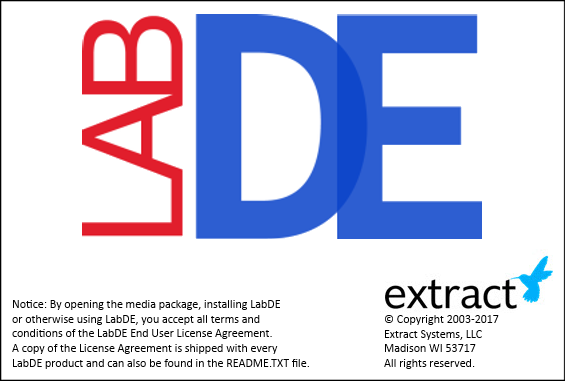 LAB DE
Notice: By opening the media package, installing LabDE
or otherwise using LabDE, you accept all terms and
conditions of the LabDE End User License Agreement.
A copy of the License Agreement is shipped with every
LabDE product and can also be found in the README.TXT file.
extract
© Copyright 2003-2017
Extract Systems, LLC
Madison WI 53717
All rights reserved.